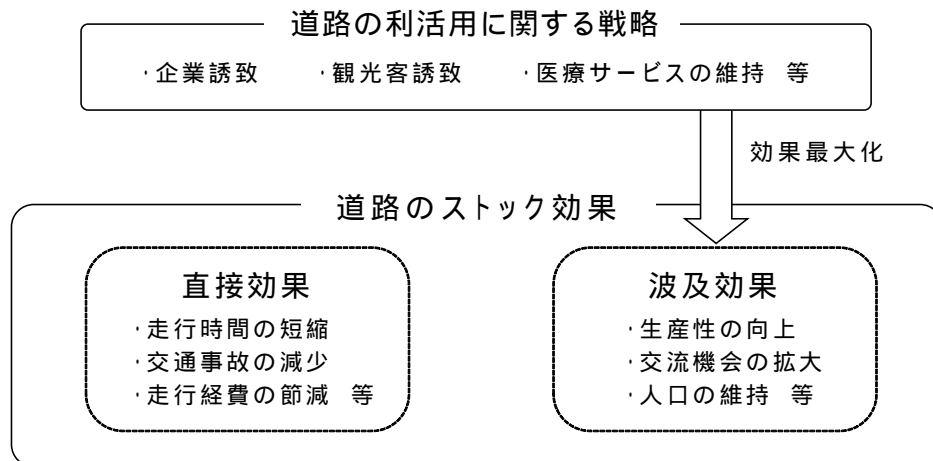 道路の利活用に関する戦略
・企業誘致 ・観光客誘致 ・医療サービスの維持 等
効果最大化
道路のストック効果
直接効果
・走行時間の短縮
・交通事故の減少
・走行経費の節減 等
波及効果
・生産性の向上
・交流機会の拡大
・人口の維持 等